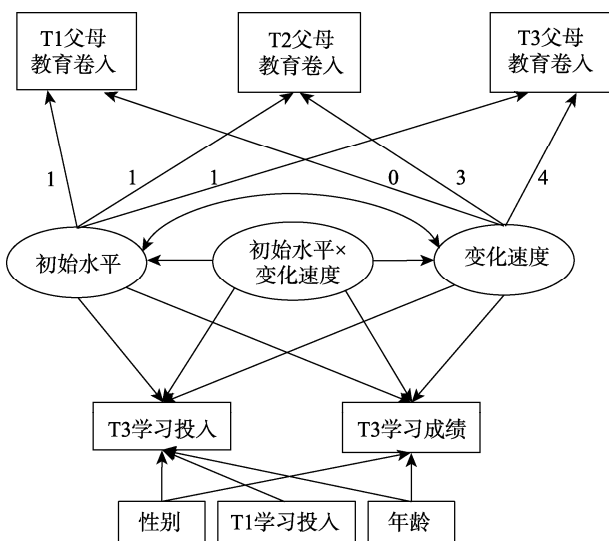 T1父母
教育卷入
T2父母
教育卷入
T3父母
教育卷入
1
1
1
0
3
4
初始水平
初始水平×
变化速度
变化速度
T3学习投入
T3学习成绩
性别
T1学习投入
年龄